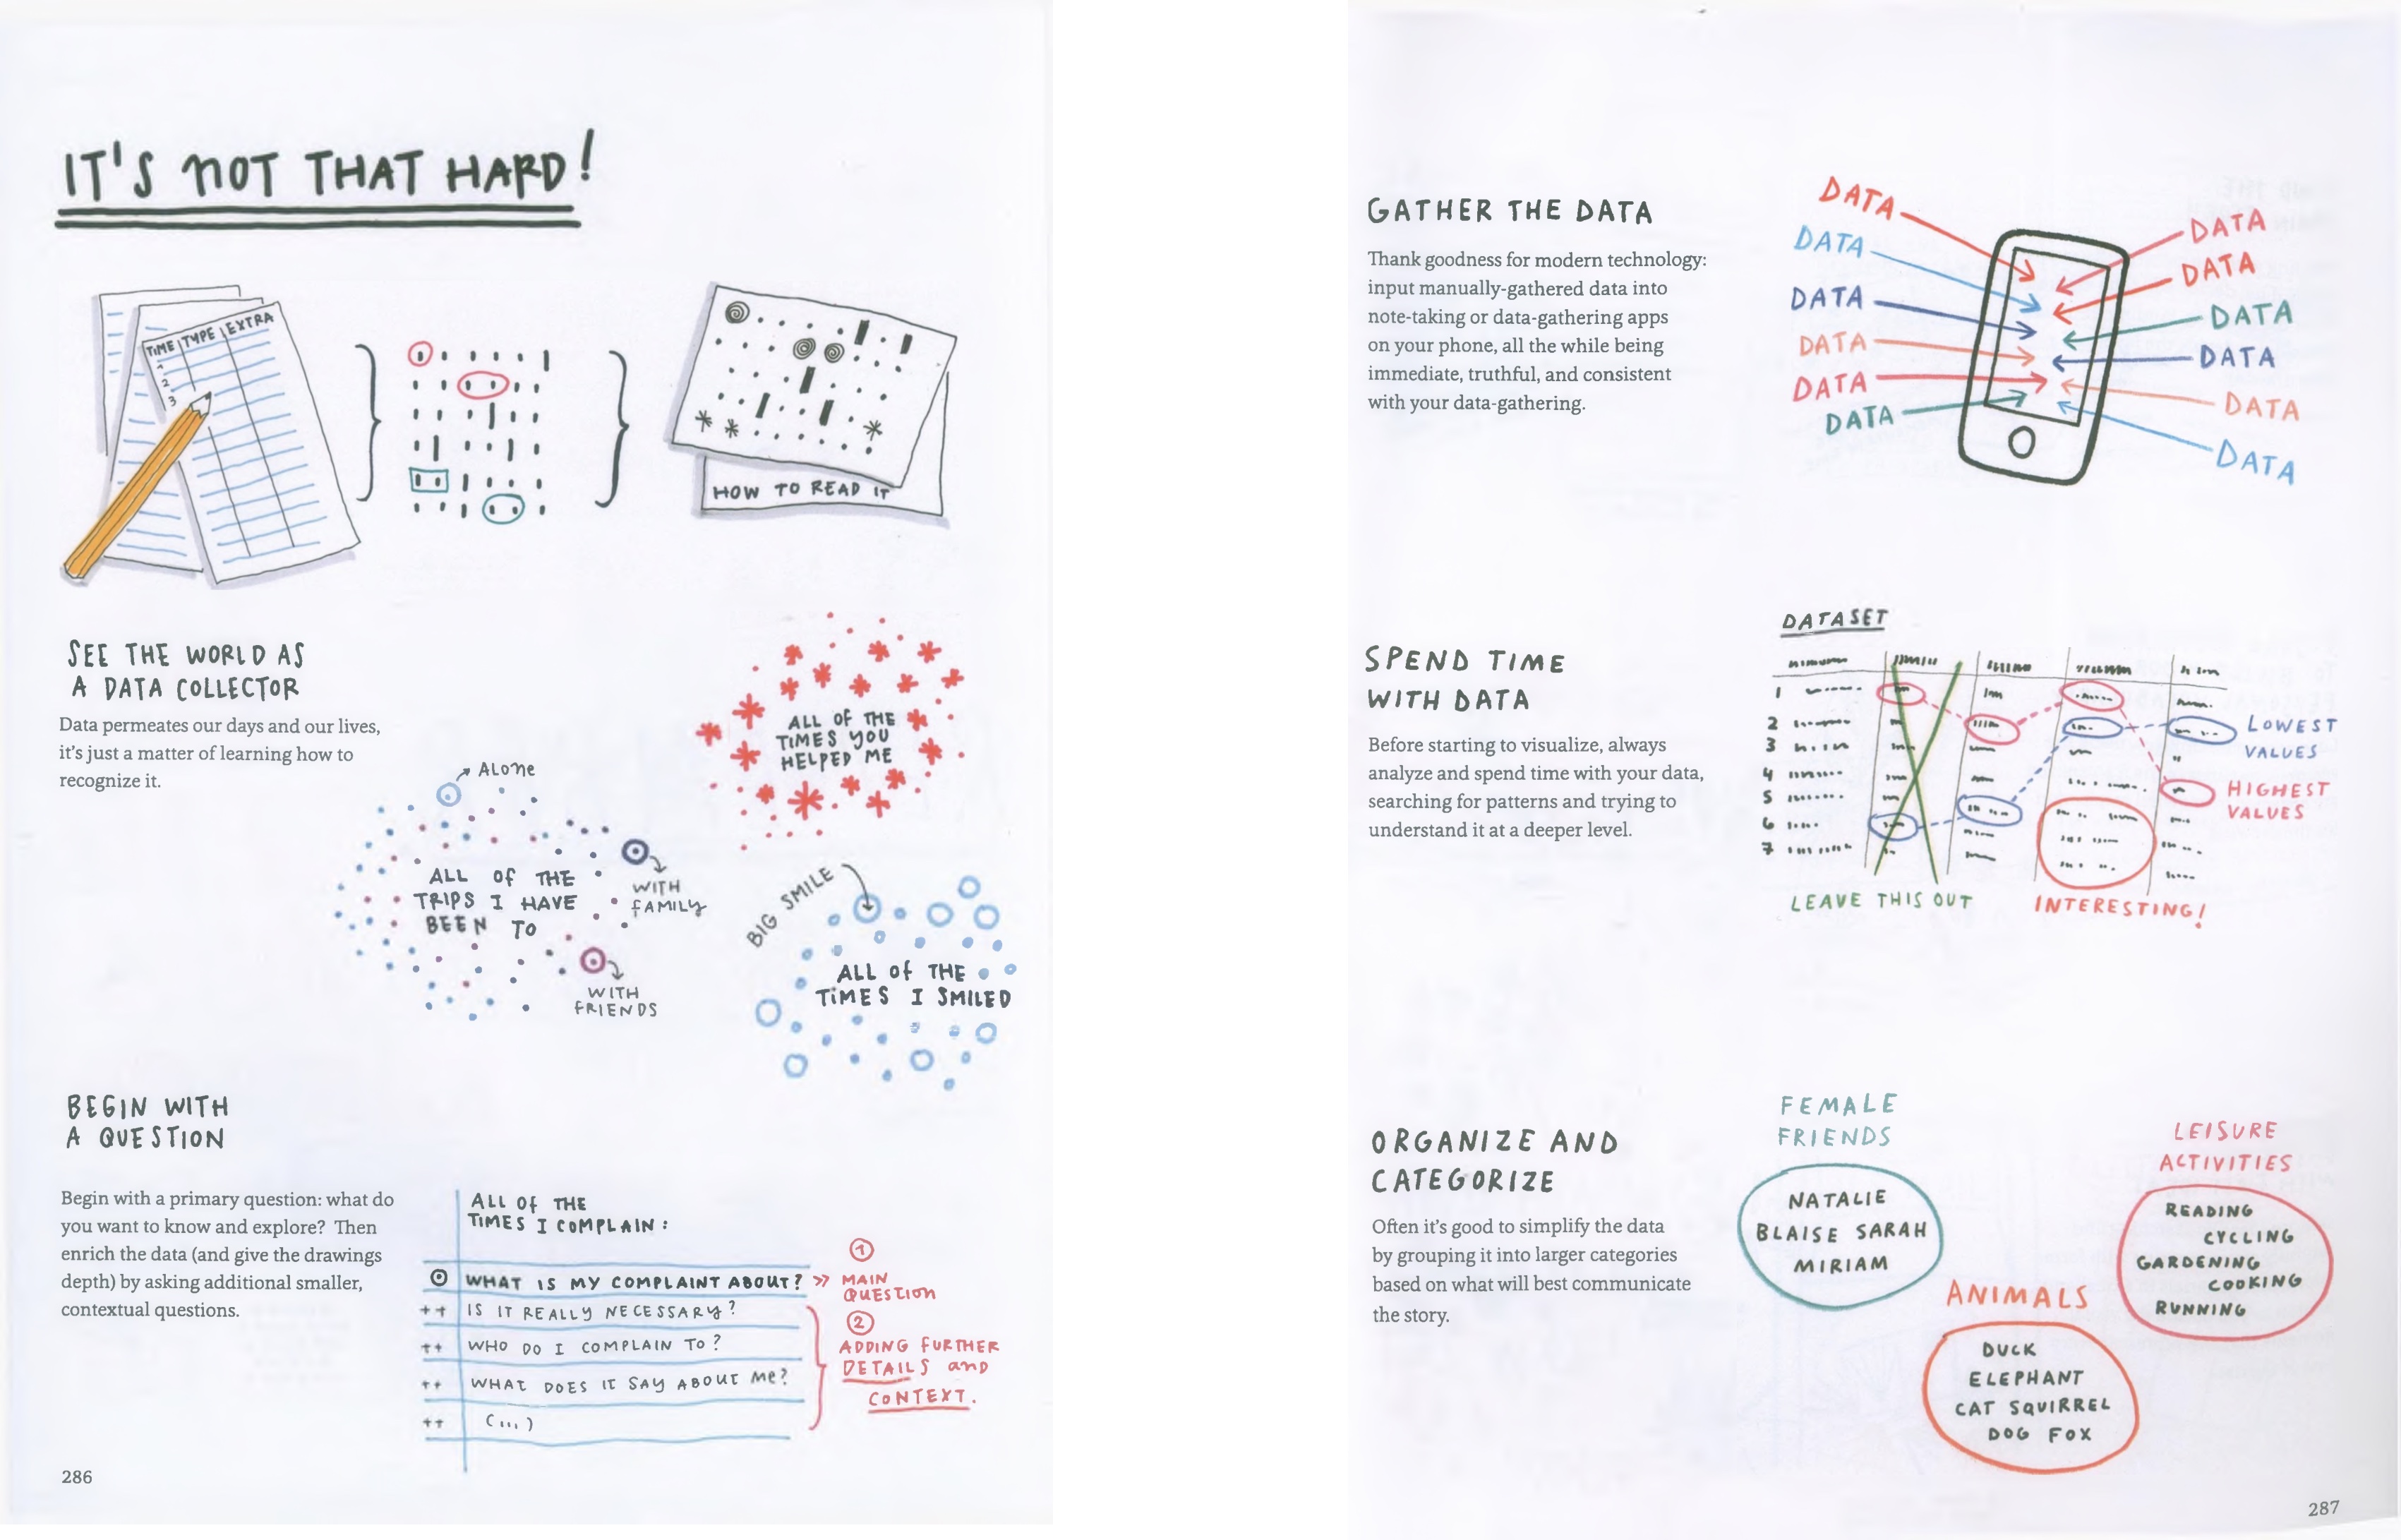 IT'S NOT THAT HARD!
TIME TYPE EXTRA
1
2
3
HOW TO READ IT
SEE THE WORLD AS
A DATA COLLECTOR
Data permeates our days and our lives,
it's just a matter of learning how to
recognize it.
ALL OF THE
TIMES YOU
HELPED ME
ALONE
ALL OF THE
TRIPS I HAVE
BEEN TO
WITH
FAMILY
WITH
FRIENDS
BIG SMILE
ALL OF THE
TIMES I SMILED
BEGIN WITH
A QUESTION
Begin with a primary question: what do
you want to know and explore? Then
enrich the data (and give the drawings
depth) by asking additional smaller,
contextual questions.
ALL OF THE
TIMES I COMPLAIN:
WHAT IS MY COMPLAINT ABOUT? »
++ IS IT REALLY NECESSARY?
++ WHO DO I COMPLAIN TO?
++ WHAT DOES IT SAY ABOUT ME?
++ (...)
1
MAIN
QUESTION
2
ADDING FURTHER
DETAILS AND
CONTEXT.
286
GATHER THE DATA
Thank goodness for modern technology:
input manually-gathered data into
note-taking or data-gathering apps
on your phone, all the while being
immediate, truthful, and consistent
with your data-gathering.
DATA
DATA
DATA
DATA
DATA
DATA
DATA
DATA
DATA
DATA
DATA
DATA
SPEND TIME
WITH DATA
Before starting to visualize, always
analyze and spend time with your data,
searching for patterns and trying to
understand it at a deeper level.
DATASET
1
2
3
4
5
6
7
LOWEST
VALUES
HIGHEST
VALUES
LEAVE THIS OUT
INTERESTING!
ORGANIZE AND
CATEGORIZE
Often it's good to simplify the data
by grouping it into larger categories
based on what will best communicate
the story.
FEMALE
FRIENDS
NATALIE
BLAISE SARAH
MIRIAM
LEISURE
ACTIVITIES
READING
CYCLING
GARDENING
COOKING
RUNNING
ANIMALS
DUCK
ELEPHANT
CAT SQUIRREL
DOG FOX
287